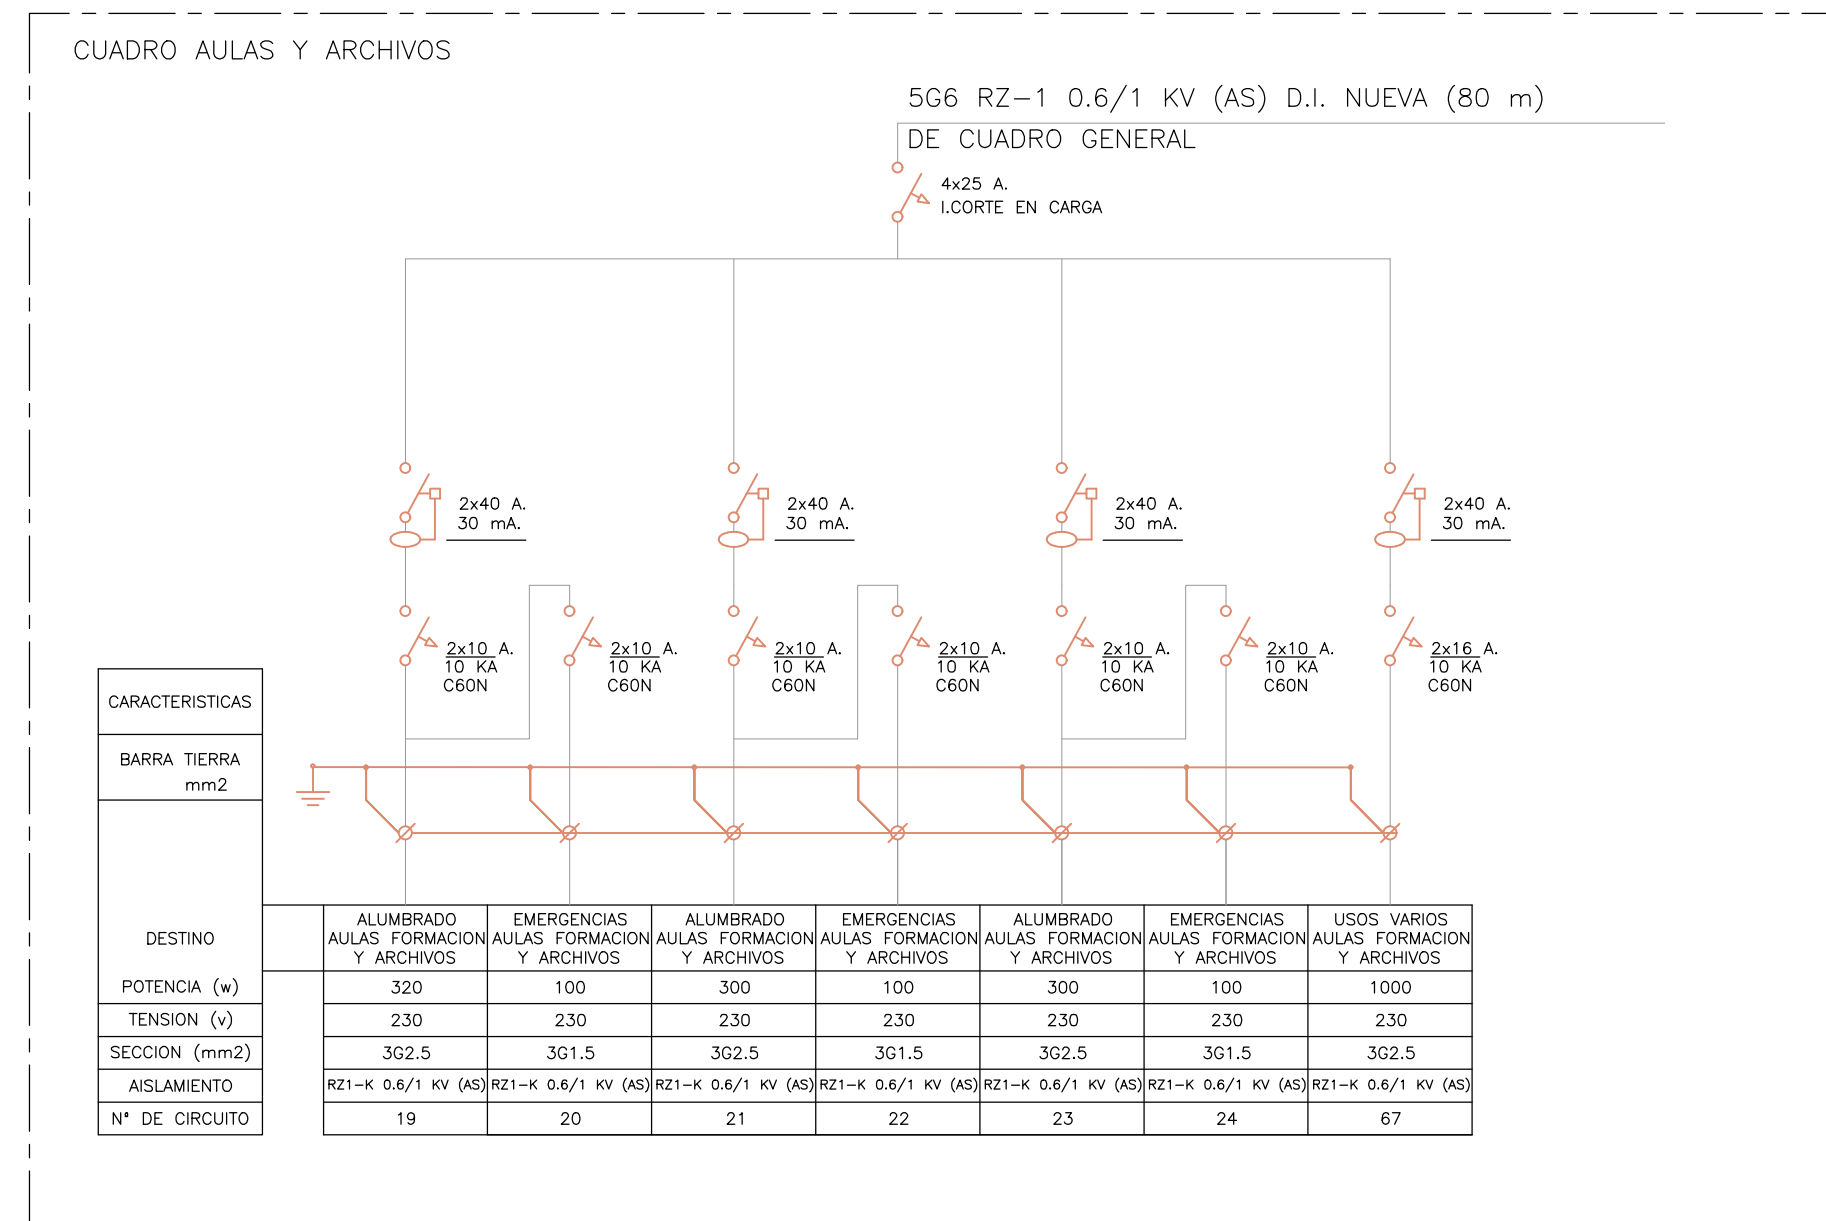 CUADRO AULAS Y ARCHIVOS
5G6 RZ-1 0.6/1 KV (AS) D.I. NUEVA (80 m)
DE CUADRO GENERAL
4x25 A.
I.CORTE EN CARGA
2x40 A.
30 mA.
2x40 A.
30 mA.
2x40 A.
30 mA.
2x40 A.
30 mA.
2x10 A.
10 KA
C60N
2x10 A.
10 KA
C60N
2x10 A.
10 KA
C60N
2x10 A.
10 KA
C60N
2x10 A.
10 KA
C60N
2x10 A.
10 KA
C60N
2x16 A.
10 KA
C60N
CARACTERISTICAS
BARRA TIERRA
mm2
DESTINO
ALUMBRADO
AULAS FORMACION
Y ARCHIVOS
EMERGENCIAS
AULAS FORMACION
Y ARCHIVOS
ALUMBRADO
AULAS FORMACION
Y ARCHIVOS
EMERGENCIAS
AULAS FORMACION
Y ARCHIVOS
ALUMBRADO
AULAS FORMACION
Y ARCHIVOS
EMERGENCIAS
AULAS FORMACION
Y ARCHIVOS
USOS VARIOS
AULAS FORMACION
Y ARCHIVOS
POTENCIA (w) 320 100 300 100 300 100 1000
TENSION (v) 230 230 230 230 230 230 230
SECCION (mm2) 3G2.5 3G1.5 3G2.5 3G1.5 3G2.5 3G1.5 3G2.5
AISLAMIENTO RZ1-K 0.6/1 KV (AS) RZ1-K 0.6/1 KV (AS) RZ1-K 0.6/1 KV (AS) RZ1-K 0.6/1 KV (AS) RZ1-K 0.6/1 KV (AS) RZ1-K 0.6/1 KV (AS) RZ1-K 0.6/1 KV (AS)
Nº DE CIRCUITO 19 20 21 22 23 24 67